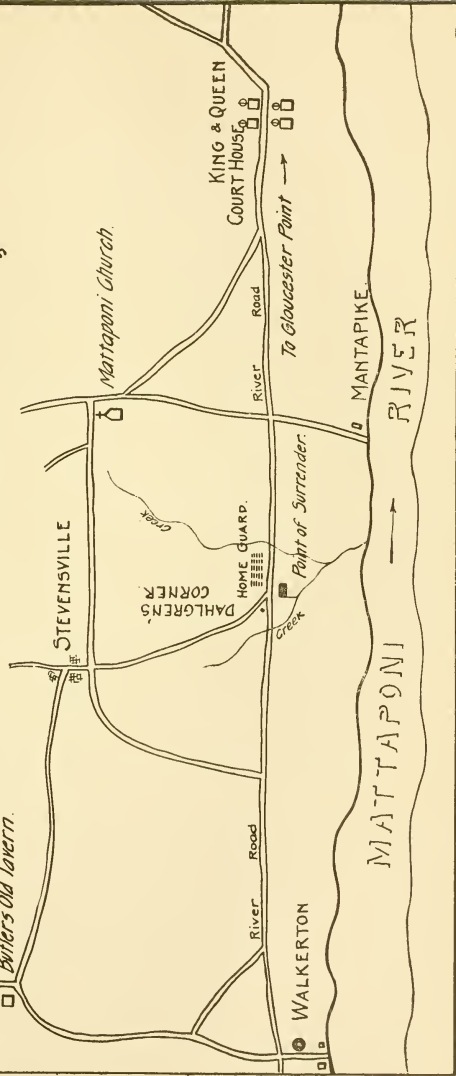 Butler's Old Tavern.
STEVENSVILLE
Mattaponi Church.
KING & QUEEN
COURT HOUSE
Creek
DAHLGREN'S
CORNER
HOME GUARD.
River Road
River Road
To Gloucester Point
Creek
Point of Surrender.
WALKERTON
MANTAPIKE.
MATTAPONI RIVER